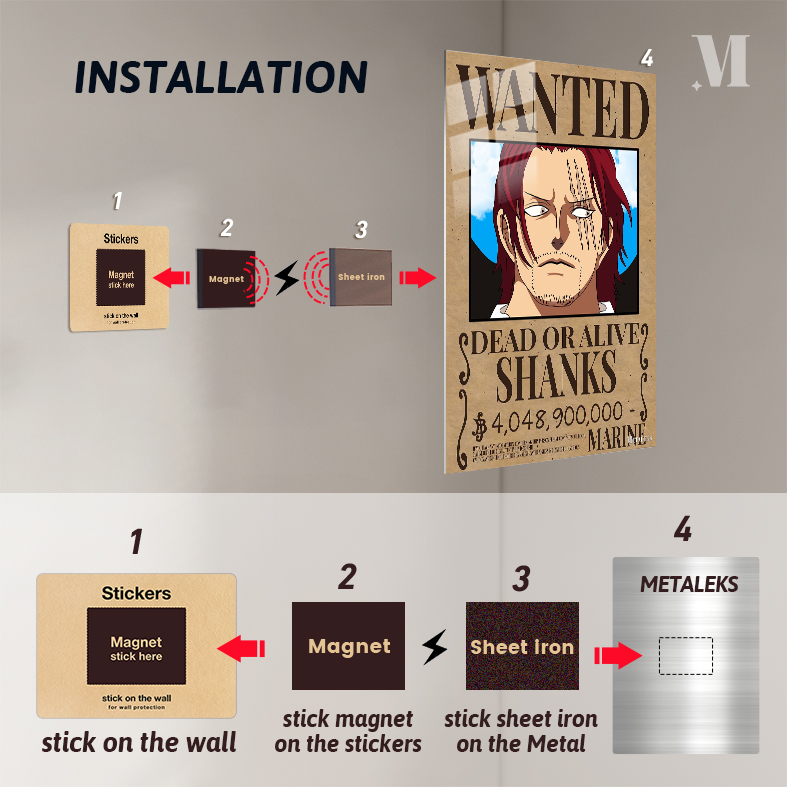 INSTALLATION
M
4
WANTED
1
2
3
Stickers
Magnet
stick here
stick on the wall
for wall protection
Magnet
Sheet iron
DEAD OR ALIVE
SHANKS
฿ 4,048,900,000 -
MARINE
1
2
3
4
Stickers
Magnet
stick here
stick on the wall
for wall protection
Magnet
Sheet iron
METALEKS
stick on the wall
stick magnet
on the stickers
stick sheet iron
on the Metal